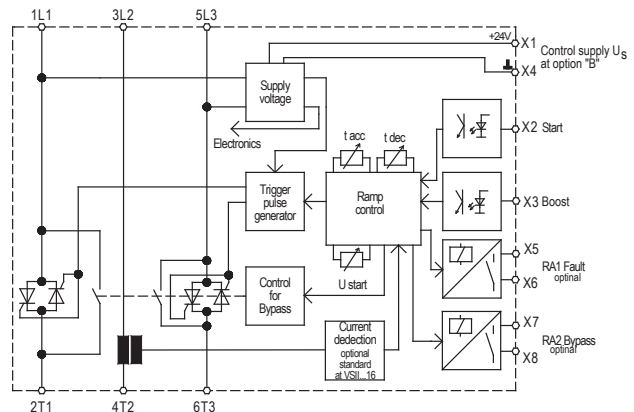 1L1
3L2
5L3
+24V
X1
Control supply Us
at option "B"
X4
Supply
voltage
Electronics
t acc
t dec
X2 Start
Trigger
pulse
generator
Ramp
control
X3 Boost
U start
X5
RA1 Fault
optinal
X6
Control
for
Bypass
Current
dedection
optional
standard
at VSII...16
X7
RA2 Bypass
optinal
X8
2T1
4T2
6T3